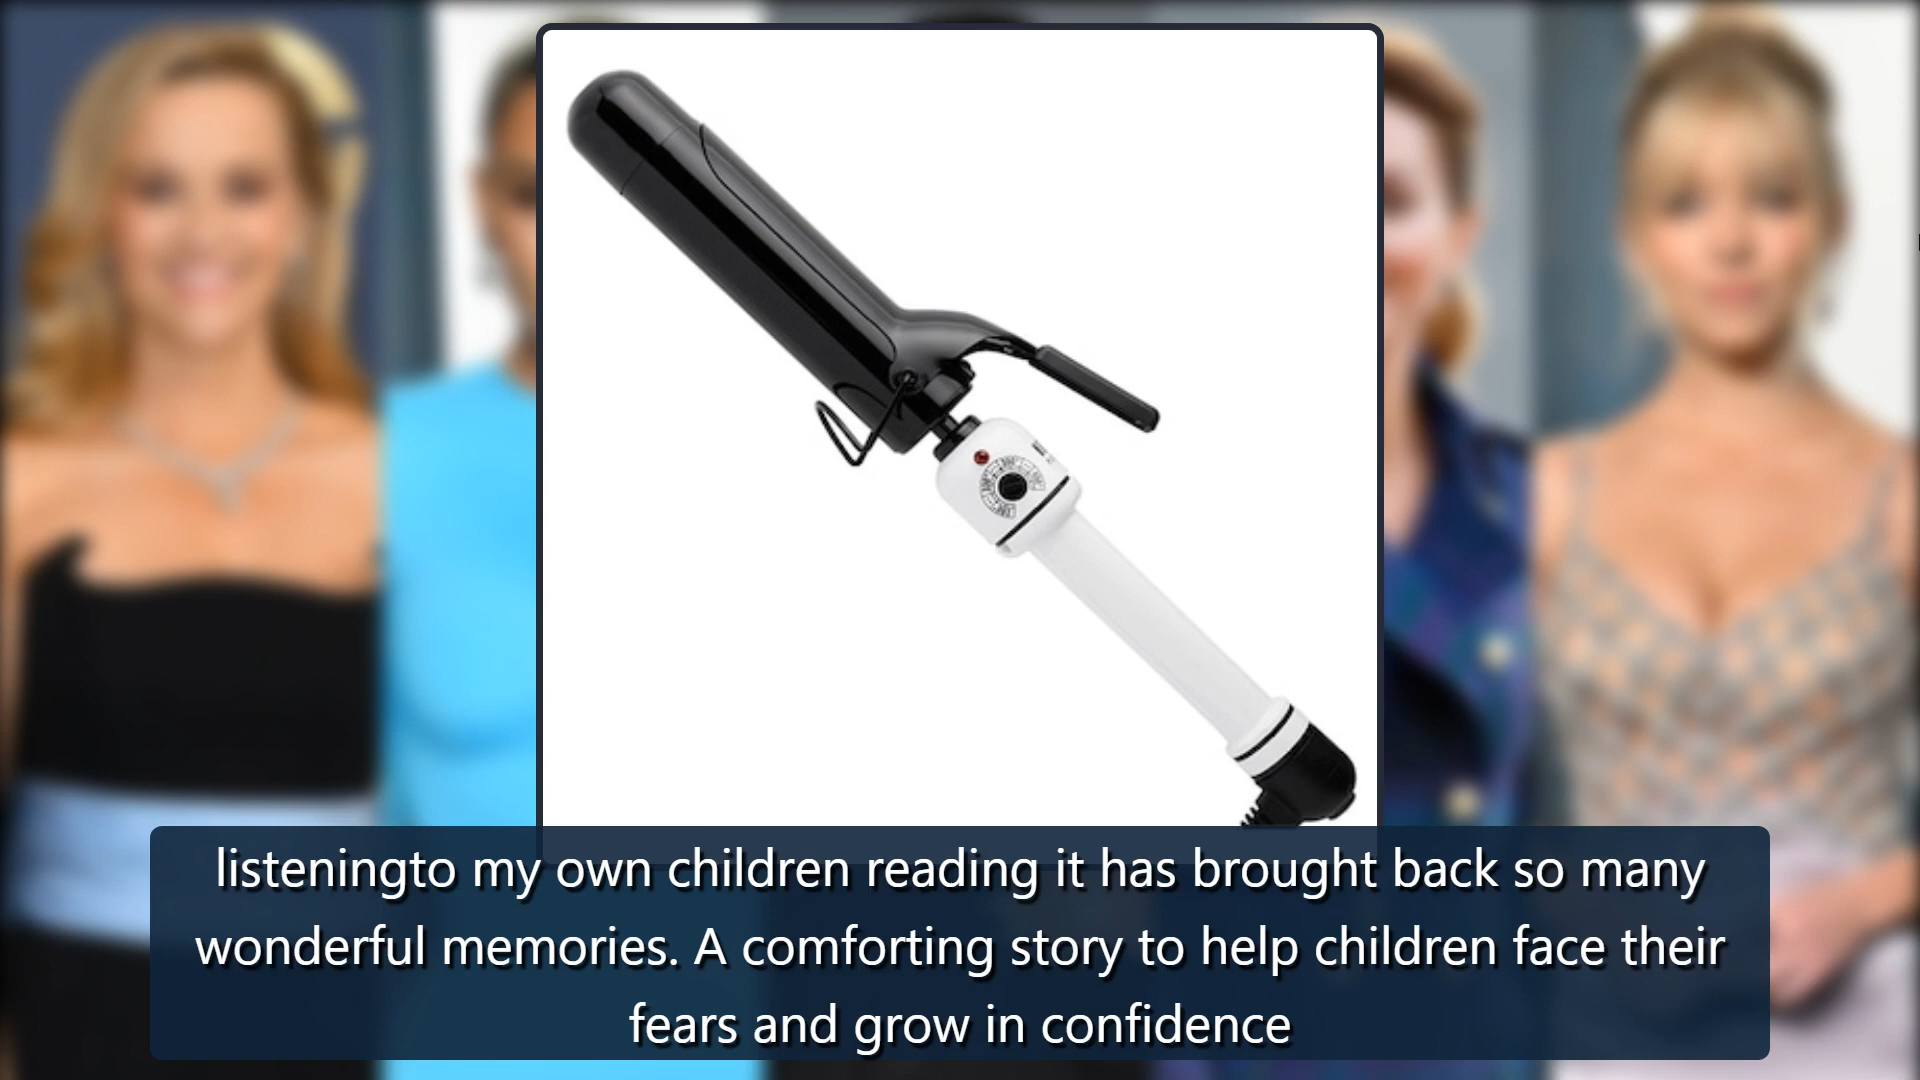 listeningto my own children reading it has brought back so many
wonderful memories. A comforting story to help children face their
fears and grow in confidence